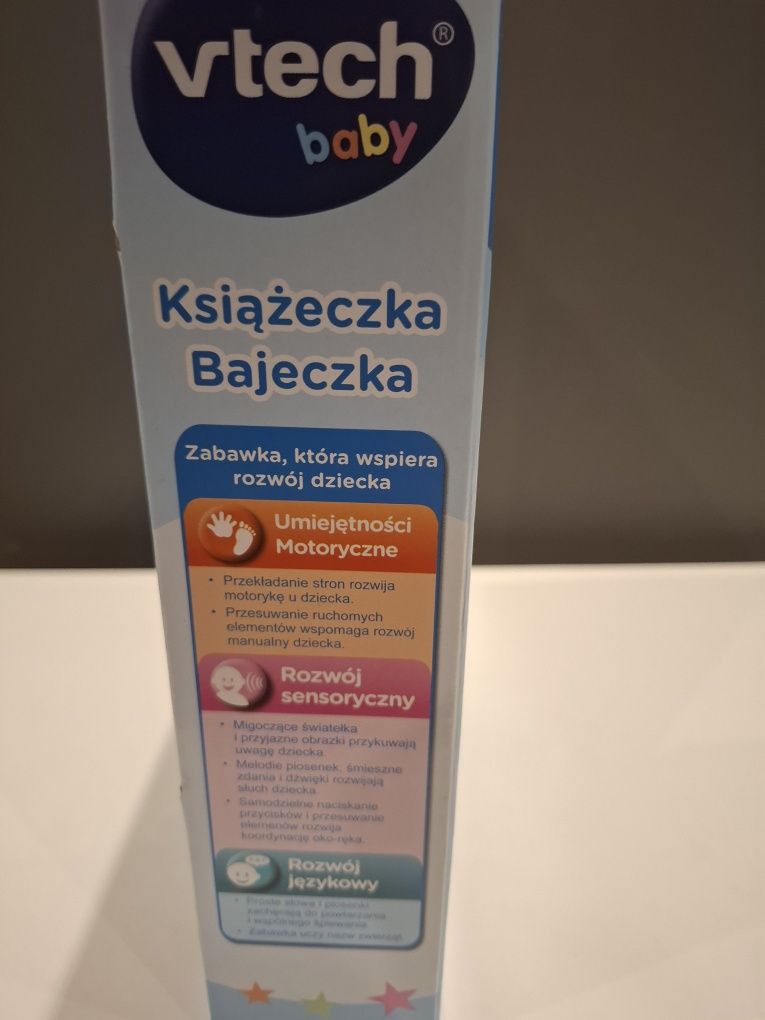 vtech®
baby
Książeczka
Bajeczka
Zabawka, która wspiera
rozwój dziecka
Umiejętności
Motoryczne
• Przekładanie stron rozwija
motorykę u dziecka.
• Przesuwanie ruchomych
elementów wspomaga rozwój
manualny dziecka.
Rozwój
sensoryczny
• Migoczące światełka
i przyjazne obrazki przykuwają
uwagę dziecka.
• Melodie piosenek, śmieszne
zdania i dźwięki rozwijają
słuch dziecka.
• Samodzielne naciskanie
przycisków i przesuwanie
elemenów rozwija
koordynację oko-ręka.
Rozwój
językowy
• Proste słowa i piosenki
zachęcają do powtarzania
i wspólnego śpiewania.
• Zabawka uczy nazw zwierząt.